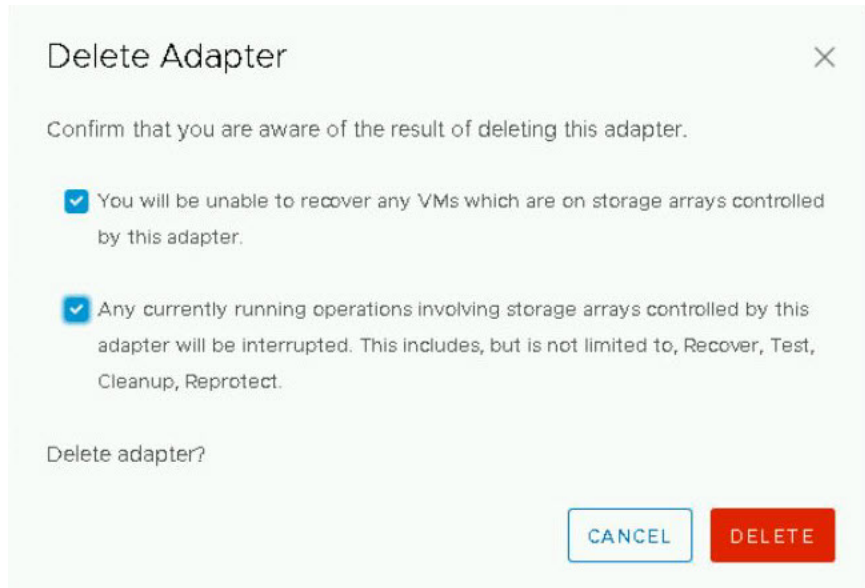 Delete Adapter
Confirm that you are aware of the result of deleting this adapter.
You will be unable to recover any VMs which are on storage arrays controlled
by this adapter.
Any currently running operations involving storage arrays controlled by this
adapter will be interrupted. This includes, but is not limited to, Recover, Test,
Cleanup, Reprotect.
Delete adapter?
CANCEL DELETE